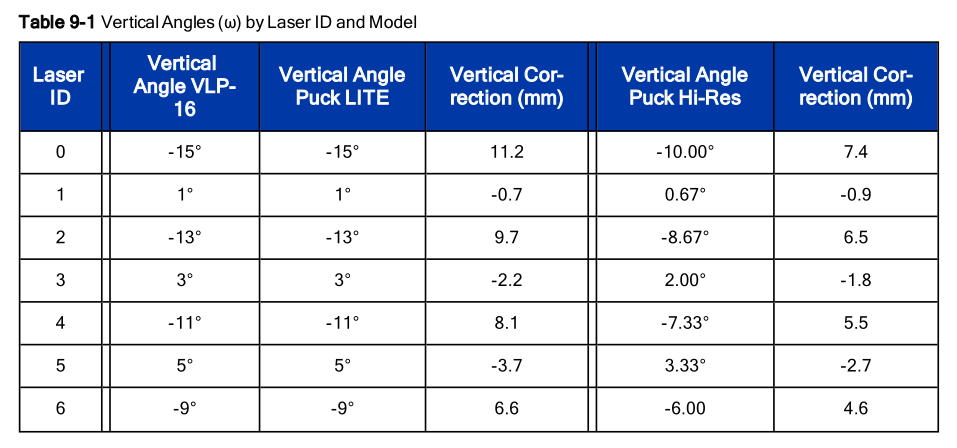 Table 9-1 Vertical Angles (ω) by Laser ID and Model
Laser ID | Vertical Angle VLP-16 | Vertical Angle Puck LITE | Vertical Cor-rection (mm) | Vertical Angle Puck Hi-Res | Vertical Cor-rection (mm)
0 | -15° | -15° | 11.2 | -10.00° | 7.4
1 | 1° | 1° | -0.7 | 0.67° | -0.9
2 | -13° | -13° | 9.7 | -8.67° | 6.5
3 | 3° | 3° | -2.2 | 2.00° | -1.8
4 | -11° | -11° | 8.1 | -7.33° | 5.5
5 | 5° | 5° | -3.7 | 3.33° | -2.7
6 | -9° | -9° | 6.6 | -6.00 | 4.6